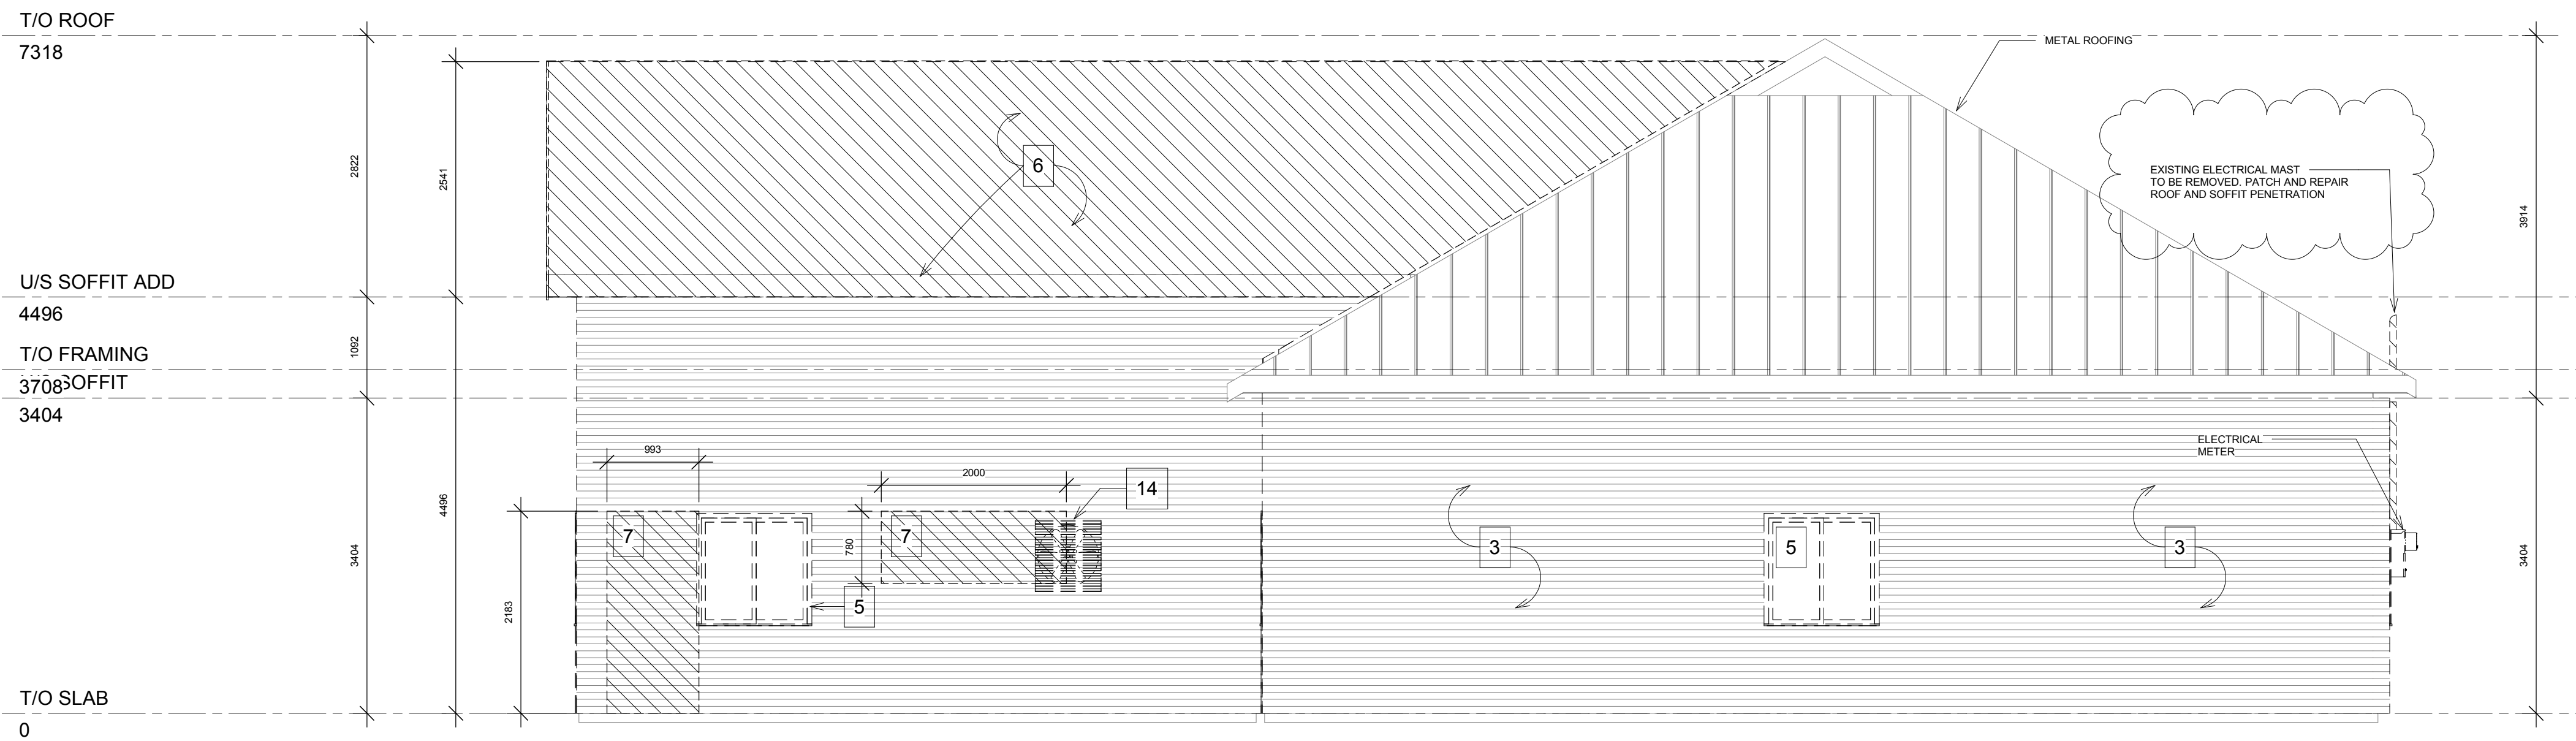 T/O ROOF
7318
METAL ROOFING
EXISTING ELECTRICAL MAST
TO BE REMOVED. PATCH AND REPAIR
ROOF AND SOFFIT PENETRATION
6
2822
2541
3914
U/S SOFFIT ADD
4496
1092
T/O FRAMING
3708
SOFFIT
3404
ELECTRICAL
METER
993
2000
14
7
7
780
5
3
5
3
4496
3404
2183
3404
T/O SLAB
0